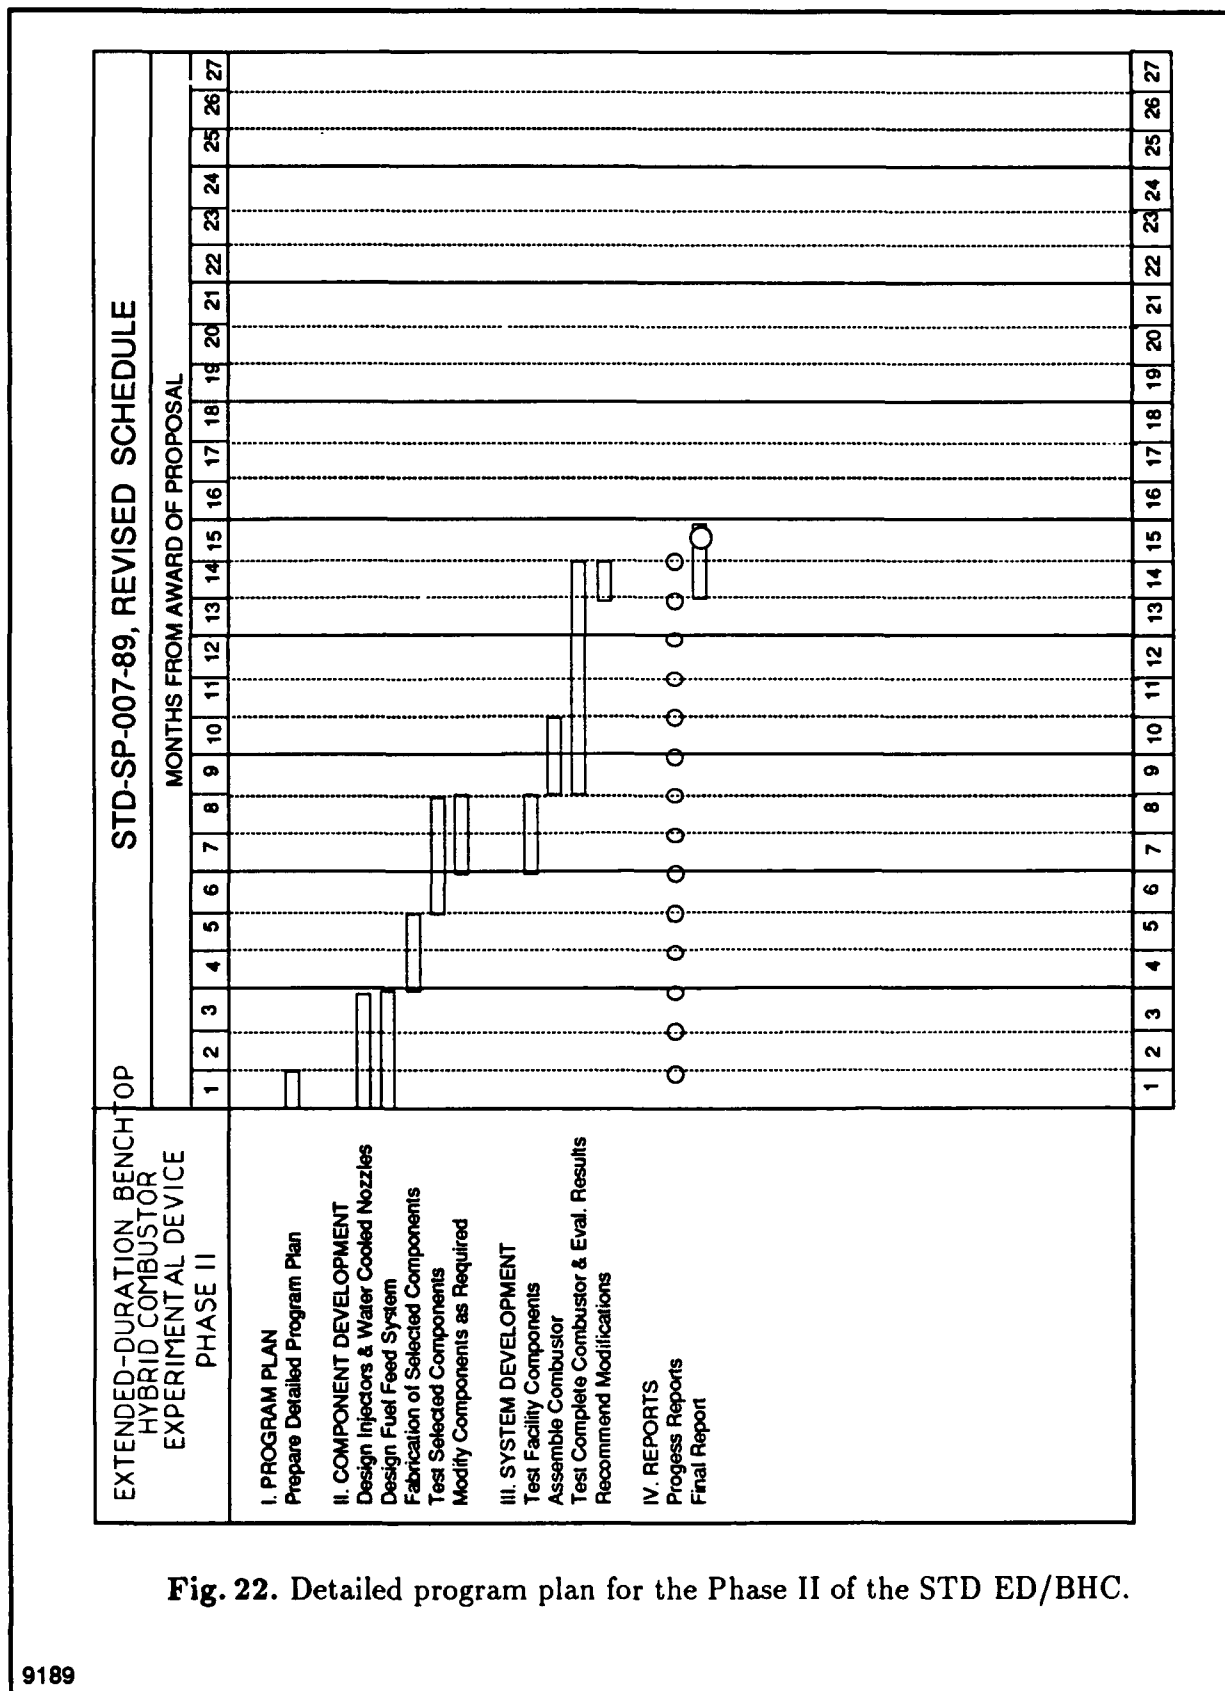 EXTENDED-DURATION BENCHTOP
HYBRID COMBUSTOR
EXPERIMENTAL DEVICE
PHASE II
STD-SP-007-89, REVISED SCHEDULE
MONTHS FROM AWARD OF PROPOSAL
1 2 3 4 5 6 7 8 9 10 11 12 13 14 15 16 17 18 19 20 21 22 23 24 25 26 27
I. PROGRAM PLAN
Prepare Detailed Program Plan
II. COMPONENT DEVELOPMENT
Design Injectors & Water Cooled Nozzles
Design Fuel Feed System
Fabrication of Selected Components
Test Selected Components
Modify Components as Required
III. SYSTEM DEVELOPMENT
Test Facility Components
Assemble Combustor
Test Complete Combustor & Eval. Results
Recommend Modifications
IV. REPORTS
Progess Reports
Final Report
1 2 3 4 5 6 7 8 9 10 11 12 13 14 15 16 17 18 19 20 21 22 23 24 25 26 27
Fig. 22. Detailed program plan for the Phase II of the STD ED/BHC.
9189